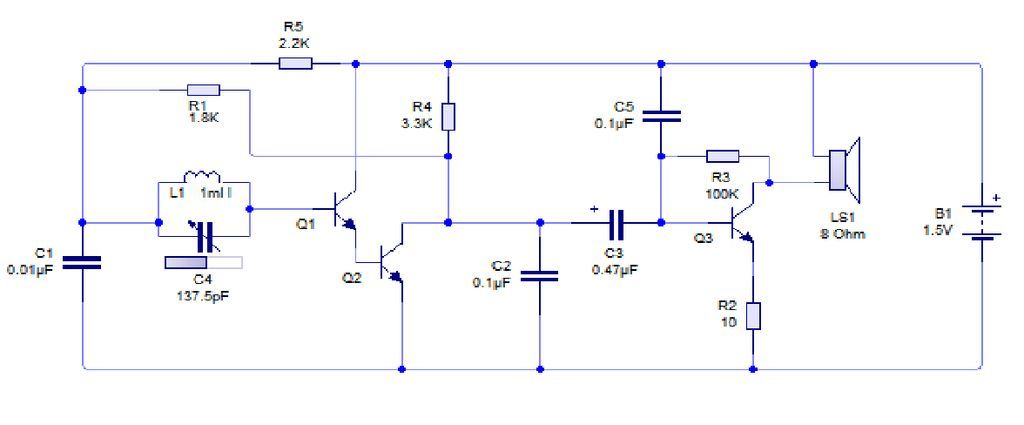 R5
2.2K
R1
1.8K
R4
3.3K
C5
0.1µF
L1
R3
100K
Q1
C1
0.01µF
C4
137.5pF
Q2
C2
0.1µF
+
C3
0.47µF
Q3
LS1
8 Ohm
R2
10
B1
1.5V
+